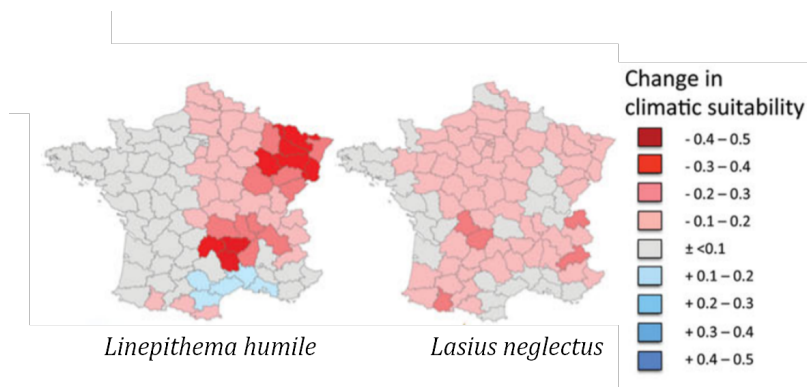 Change in
climatic suitability
- 0.4 – 0.5
- 0.3 – 0.4
- 0.2 – 0.3
- 0.1 – 0.2
± <0.1
+ 0.1 – 0.2
+ 0.2 – 0.3
+ 0.3 – 0.4
+ 0.4 – 0.5
Linepithema humile
Lasius neglectus